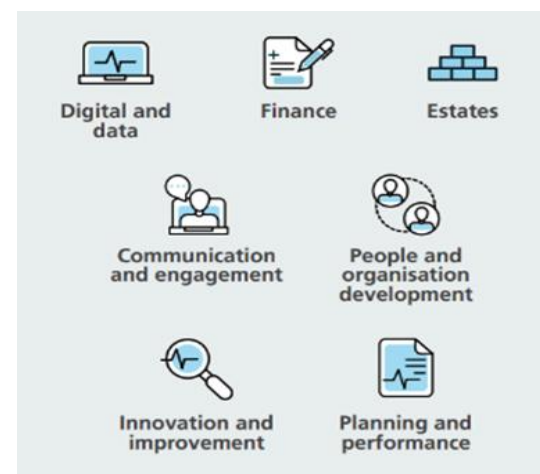 Digital and
data
Finance
Estates
Communication
and engagement
People and
organisation
development
Innovation and
improvement
Planning and
performance